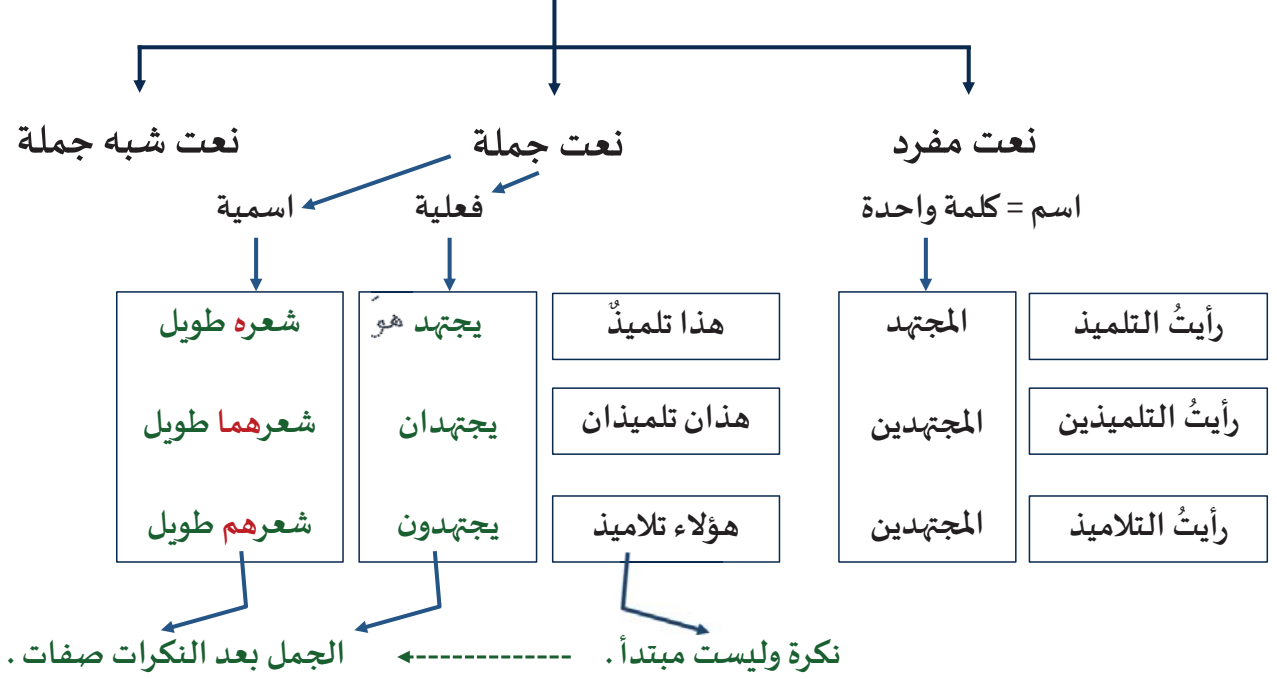 نعت مفرد
نعت جملة
نعت شبه جملة
اسم = كلمة واحدة
فعلية
اسمية
رأيتُ التلميذ
المجتهد
هذا تلميذٌ
يجتهد هوَ
شعره طويل
رأيتُ التلميذين
المجتهدين
هذان تلميذان
يجتهدان
شعرهما طويل
رأيتُ التلاميذ
المجتهدين
هؤلاء تلاميذ
يجتهدون
شعرهم طويل
نكرة وليست مبتدأ .
الجمل بعد النكرات صفات .